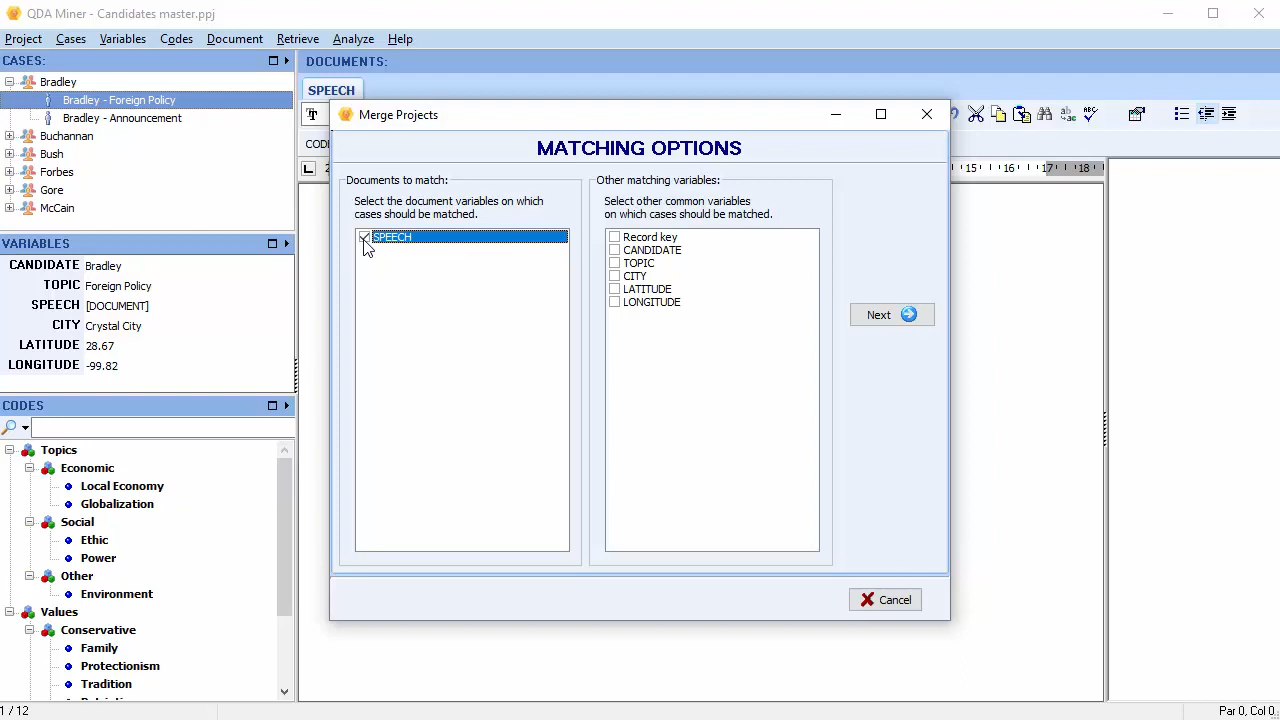 QDA Miner - Candidates master.ppj
Project Cases Variables Codes Document Retrieve Analyze Help
CASES:
Bradley
Bradley - Foreign Policy
Bradley - Announcement
Buchannan
Bush
Forbes
Gore
McCain
VARIABLES
CANDIDATE Bradley
TOPIC Foreign Policy
SPEECH [DOCUMENT]
CITY Crystal City
LATITUDE 28.67
LONGITUDE -99.82
CODES
Topics
Economic
Local Economy
Globalization
Social
Ethic
Power
Other
Environment
Values
Conservative
Family
Protectionism
Tradition
DOCUMENTS:
SPEECH
15 16 17 18
Merge Projects
MATCHING OPTIONS
Documents to match:
Select the document variables on which
cases should be matched.
SPEECH
Other matching variables:
Select other common variables
on which cases should be matched.
Record key
CANDIDATE
TOPIC
CITY
LATITUDE
LONGITUDE
Next
Cancel
1 / 12
Par 0, Col 0